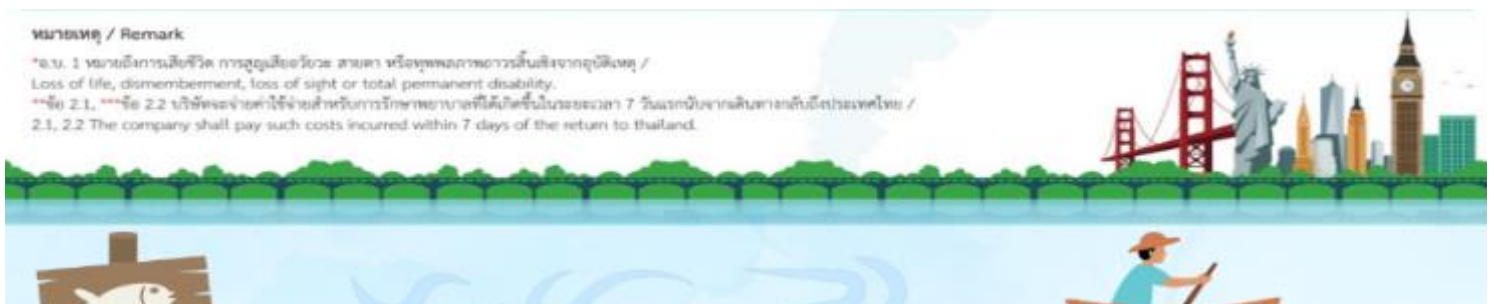 หมายเหตุ / Remark
*อ.บ. 1 หมายถึงการเสียชีวิต การสูญเสียอวัยวะ สายตา หรือทุพพลภาพถาวรสิ้นเชิงจากอุบัติเหตุ /
Loss of life, dismemberment, loss of sight or total permanent disability.
**ข้อ 2.1, ***ข้อ 2.2 บริษัทจะจ่ายค่าใช้จ่ายสำหรับการรักษาพยาบาลที่ได้เกิดขึ้นในระยะเวลา 7 วันแรกนับจากเดินทางกลับถึงประเทศไทย /
2.1, 2.2 The company shall pay such costs incurred within 7 days of the return to thailand.